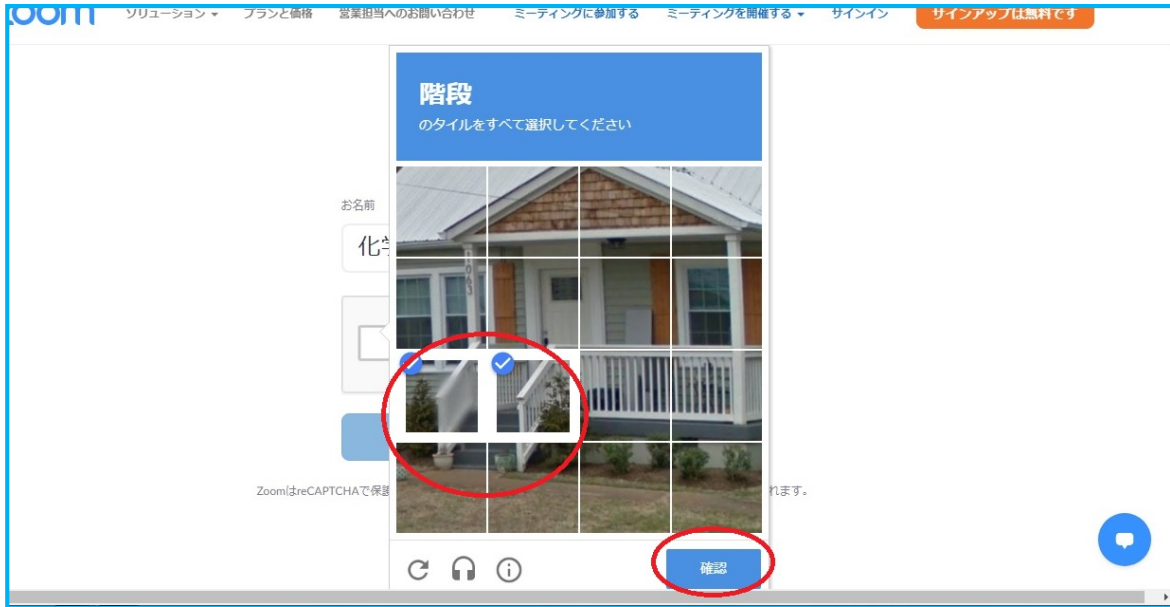 zoom ソリューション プランと価格 営業担当へのお問い合わせ ミーティングに参加する ミーティングを開催する サインイン サインアップは無料です
階段
のタイルをすべて選択してください
お名前
化学
1063
ZoomはreCAPTCHAで保護 れます。
確認